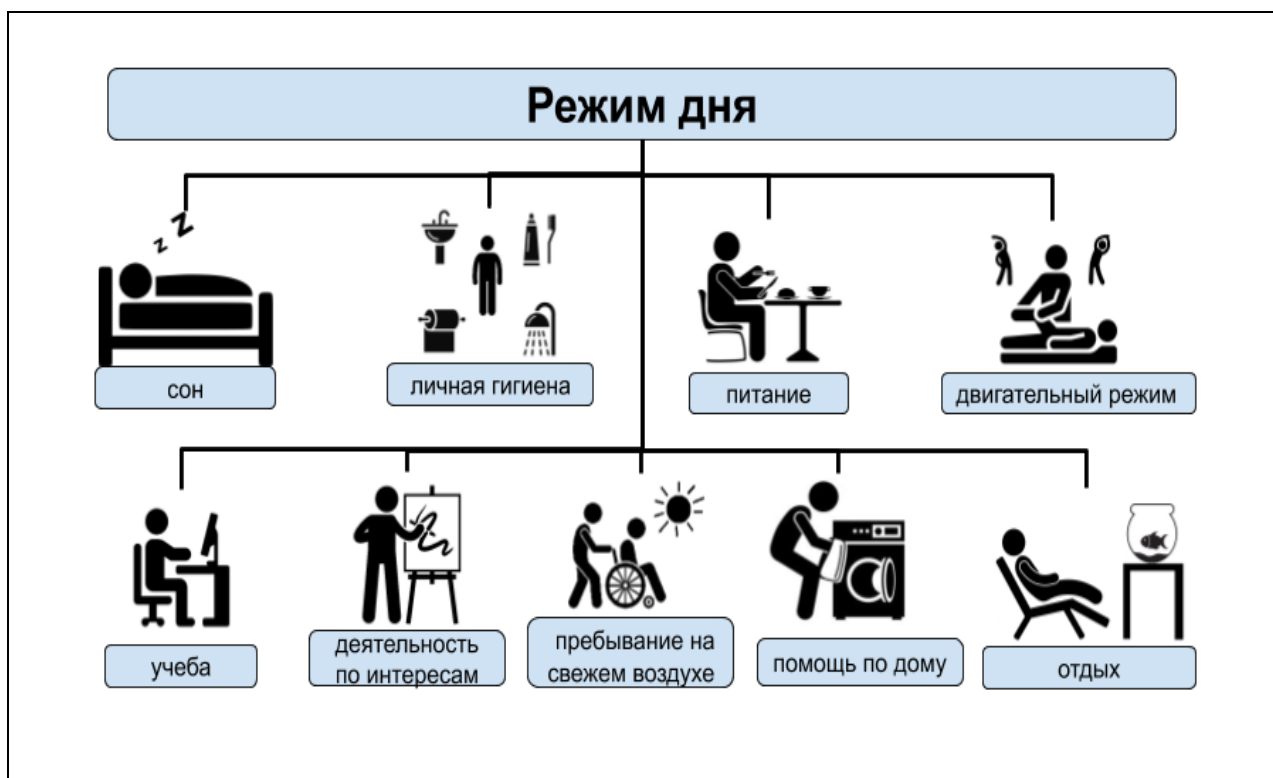 Режим дня
z z
сон
личная гигиена
питание
двигательный режим
учеба
деятельность
по интересам
пребывание на
свежем воздухе
помощь по дому
отдых